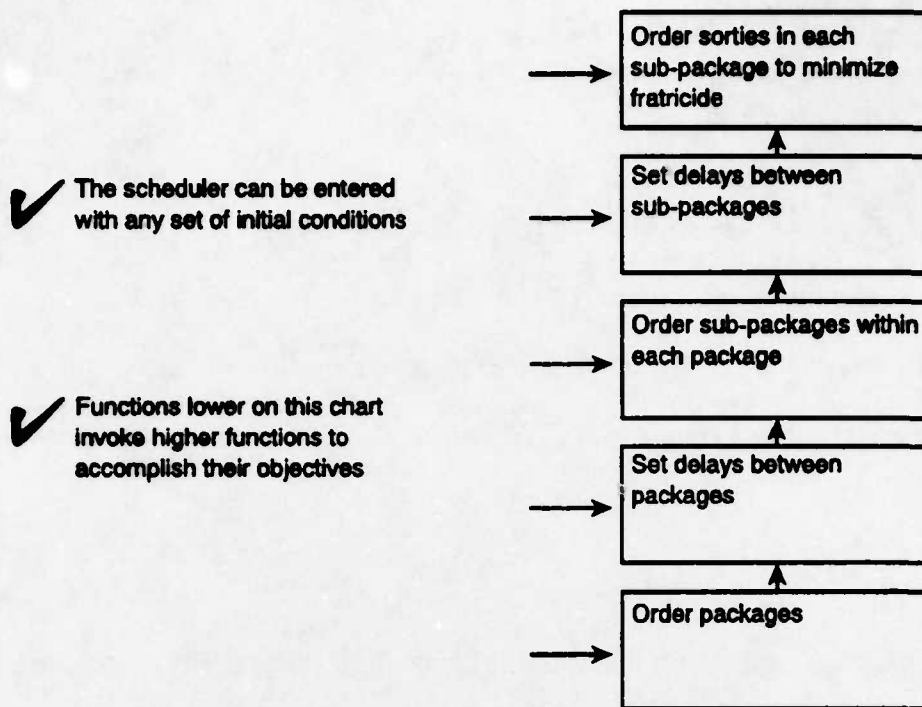 Order sorties in each
sub-package to minimize
fratricide
The scheduler can be entered
with any set of initial conditions
Set delays between
sub-packages
Order sub-packages within
each package
Functions lower on this chart
invoke higher functions to
accomplish their objectives
Set delays between
packages
Order packages